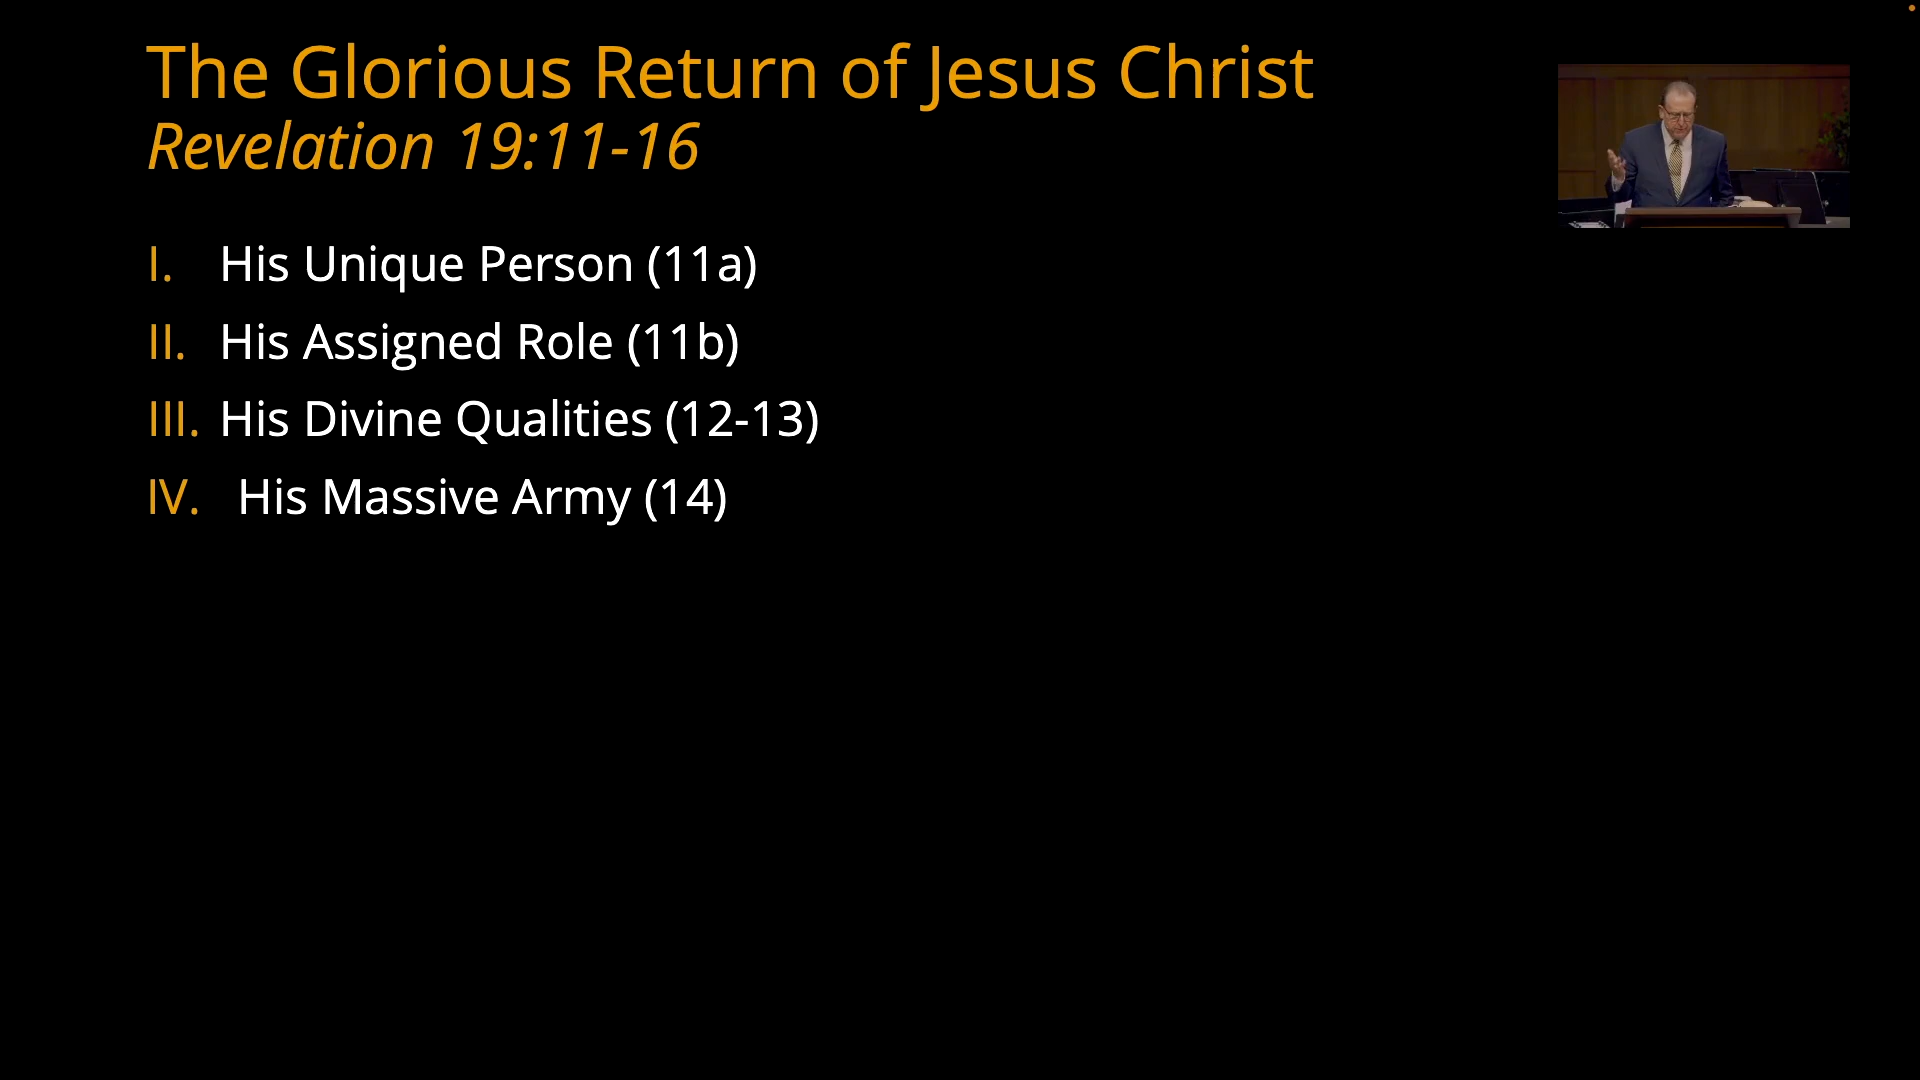 The Glorious Return of Jesus Christ
Revelation 19:11-16
I. His Unique Person (11a)
II. His Assigned Role (11b)
III. His Divine Qualities (12-13)
IV. His Massive Army (14)